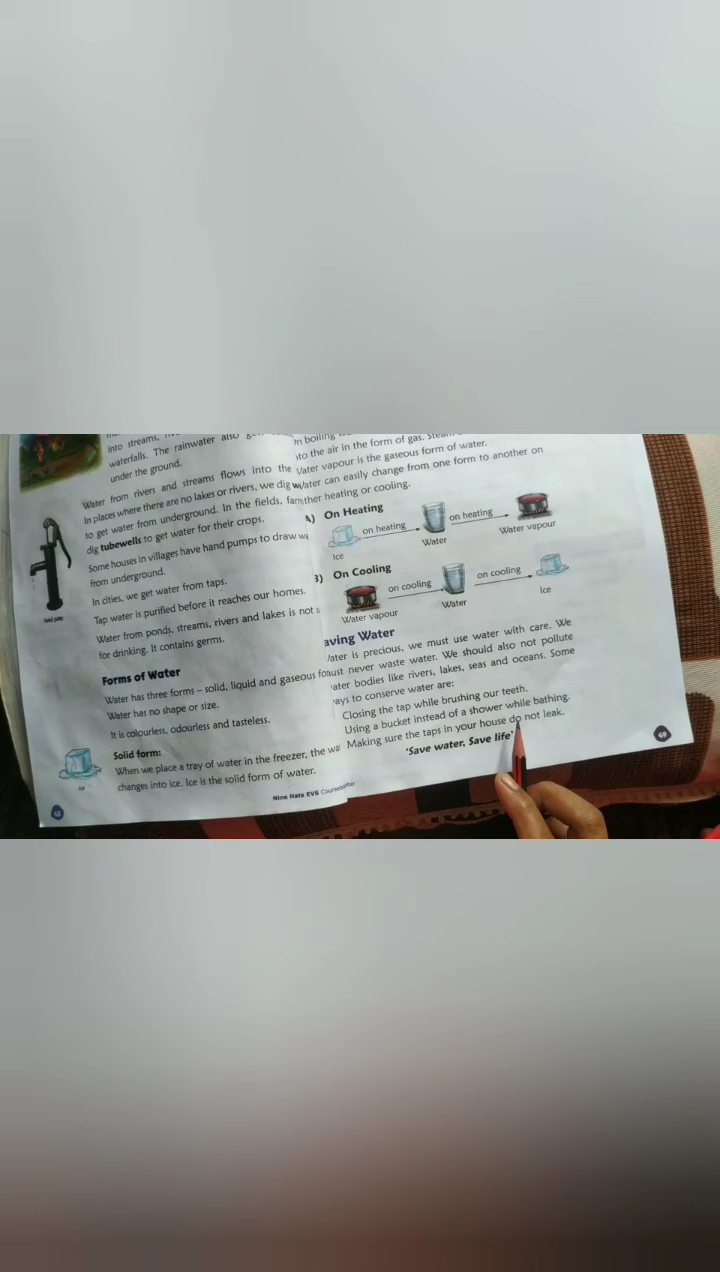 into streams,
waterfalls. The rainwater also
under the ground.
Water from rivers and streams flows into the
In places where there are no lakes or rivers, we dig
to get water from underground. In the fields,
dig tubewells to get water for their crops.
Some houses in villages have hand pumps to draw
from underground.
In cities, we get water from taps.
Tap water is purified before it reaches our homes.
Water from ponds, streams, rivers and lakes is not
for drinking. It contains germs.
hand pump
Forms of Water
Water has three forms – solid, liquid and gaseous
Water has no shape or size.
It is colourless, odourless and tasteless.
Solid form:
When we place a tray of water in the freezer, the
changes into ice. Ice is the solid form of water.
Ice
48
Nine Hats EVS Coursebook
In boiling
into the air in the form of gas.
Water vapour is the gaseous form of water.
Water can easily change from one form to another on
either heating or cooling.
A) On Heating
on heating
on heating
Ice
Water
Water vapour
B) On Cooling
on cooling
on cooling
Water vapour
Water
Ice
aving Water
Water is precious, we must use water with care. We
must never waste water. We should also not pollute
water bodies like rivers, lakes, seas and oceans. Some
ways to conserve water are:
Closing the tap while brushing our teeth.
Using a bucket instead of a shower while bathing.
Making sure the taps in your house do not leak.
'Save water, Save life'
49